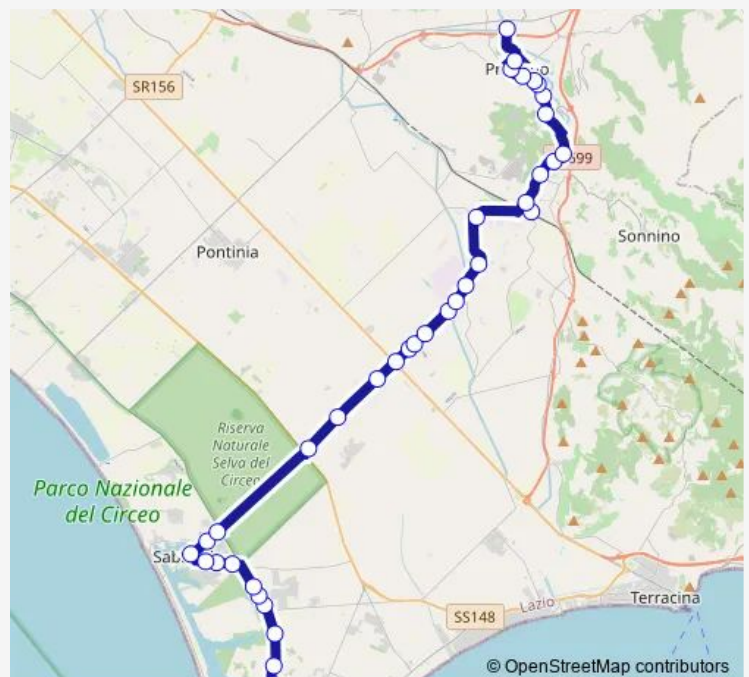 SR156
Pontinia
Sonnino
Riserva
Naturale
Selva del
Circeo
Parco Nazionale
del Circeo
Lazio
SS148
Terracina
© OpenStreetMap contributors